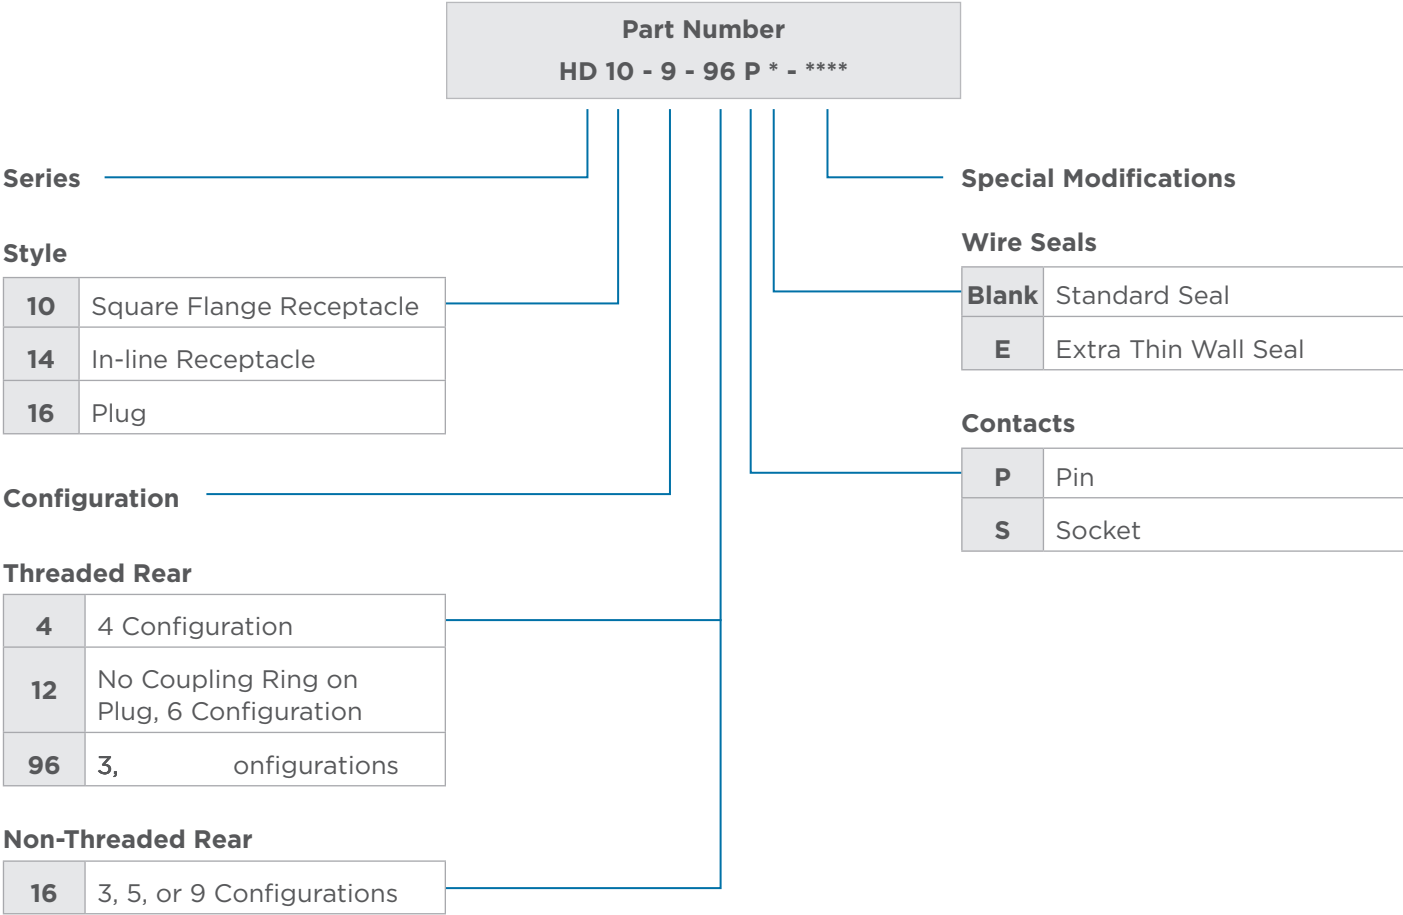 Part Number
HD 10 - 9 - 96 P * - ****
Series
Style
10 Square Flange Receptacle
14 In-line Receptacle
16 Plug
Configuration
Threaded Rear
4 4 Configuration
12 No Coupling Ring on
Plug, 6 Configuration
96 3, onfigurations
Non-Threaded Rear
16 3, 5, or 9 Configurations
Special Modifications
Wire Seals
Blank Standard Seal
E Extra Thin Wall Seal
Contacts
P Pin
S Socket